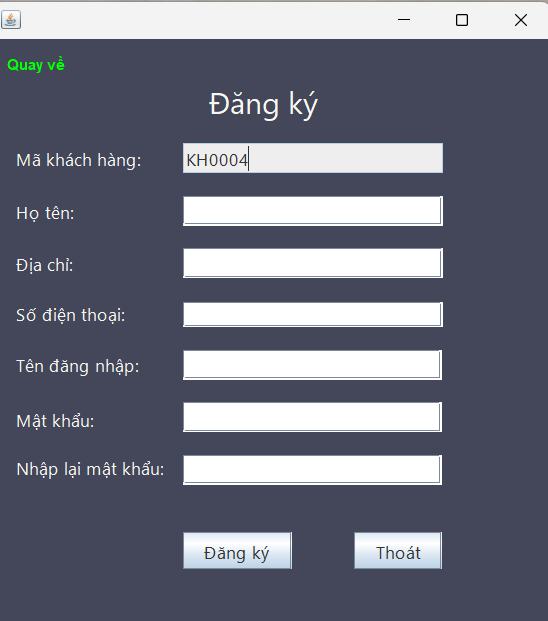 Quay về
Đăng ký
Mã khách hàng: KH0004
Họ tên:
Địa chỉ:
Số điện thoại:
Tên đăng nhập:
Mật khẩu:
Nhập lại mật khẩu:
Đăng ký Thoát